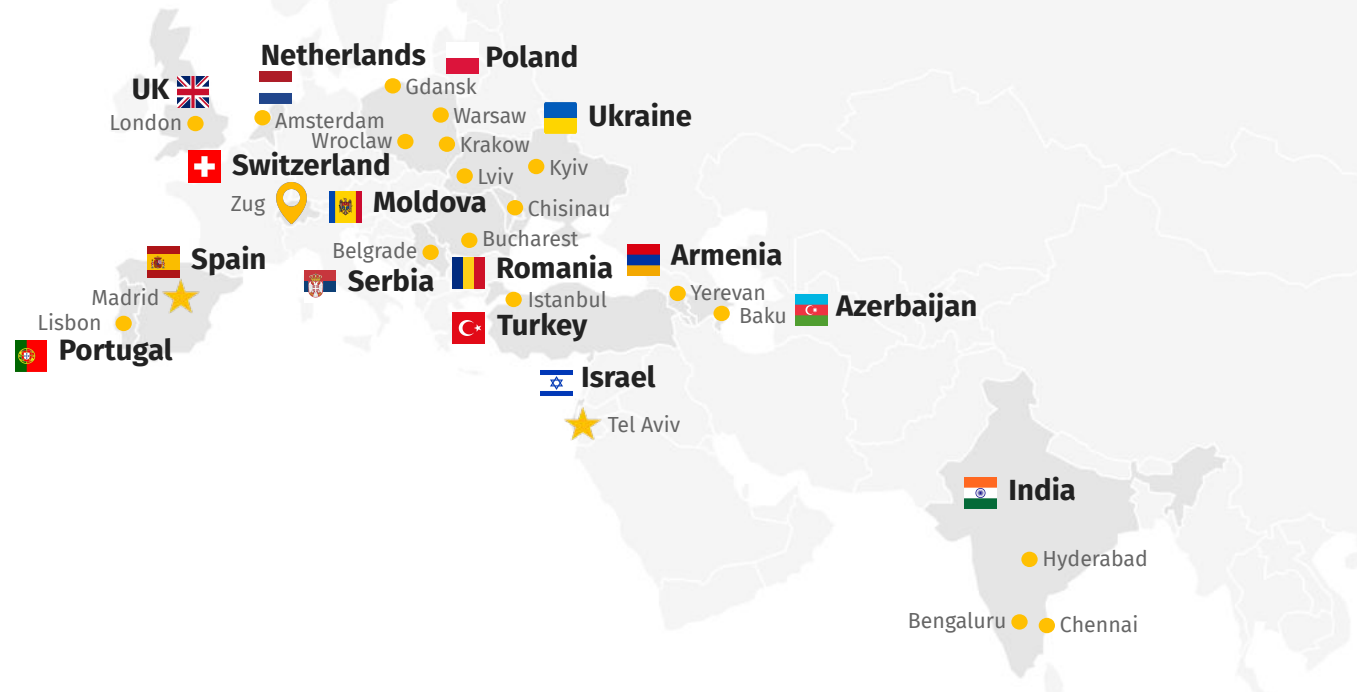 Netherlands
Poland
UK
Gdansk
London
Amsterdam
Warsaw
Ukraine
Wroclaw
Krakow
Switzerland
Lviv
Kyiv
Zug
Moldova
Chisinau
Belgrade
Bucharest
Spain
Serbia
Romania
Armenia
Madrid
Istanbul
Yerevan
Lisbon
Turkey
Baku
Azerbaijan
Portugal
Israel
Tel Aviv
India
Hyderabad
Bengaluru
Chennai